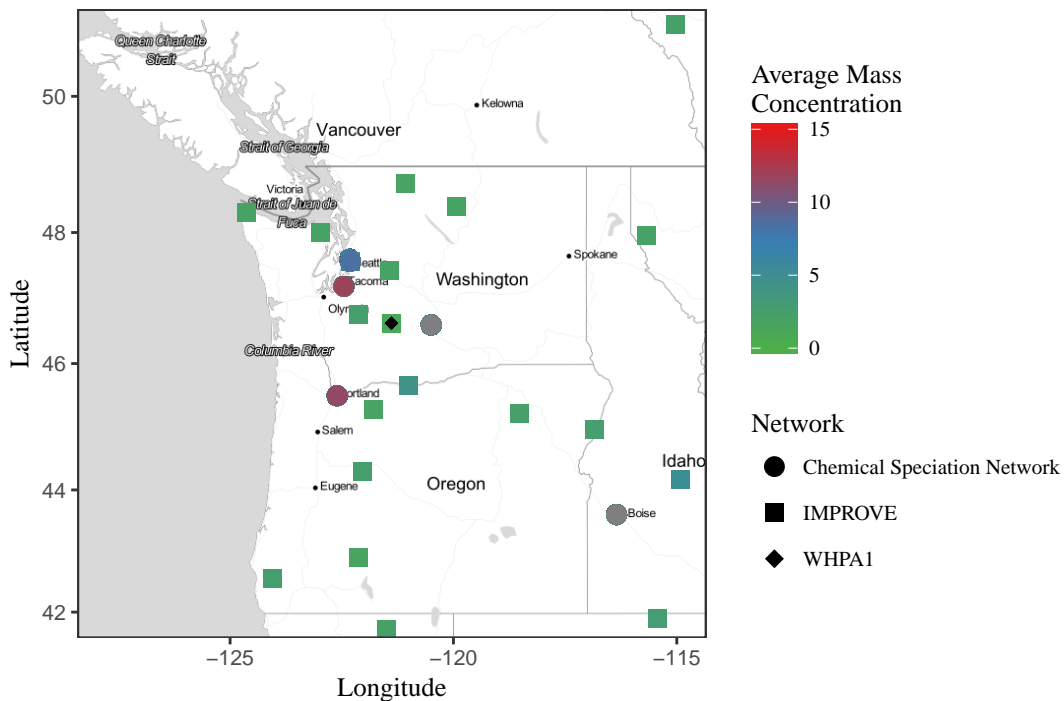 Queen Charlotte
Strait
50
Kelowna
Vancouver
Strait of Georgia
Victoria
Strait of Juan de
Fuca
48
Spokane
Washington
46
Columbia River
Salem
Idaho
44
Eugene
Oregon
Boise
42
−125
−120
−115
Longitude
Latitude
Average Mass
Concentration
15
10
5
0
Network
Chemical Speciation Network
IMPROVE
WHPA1